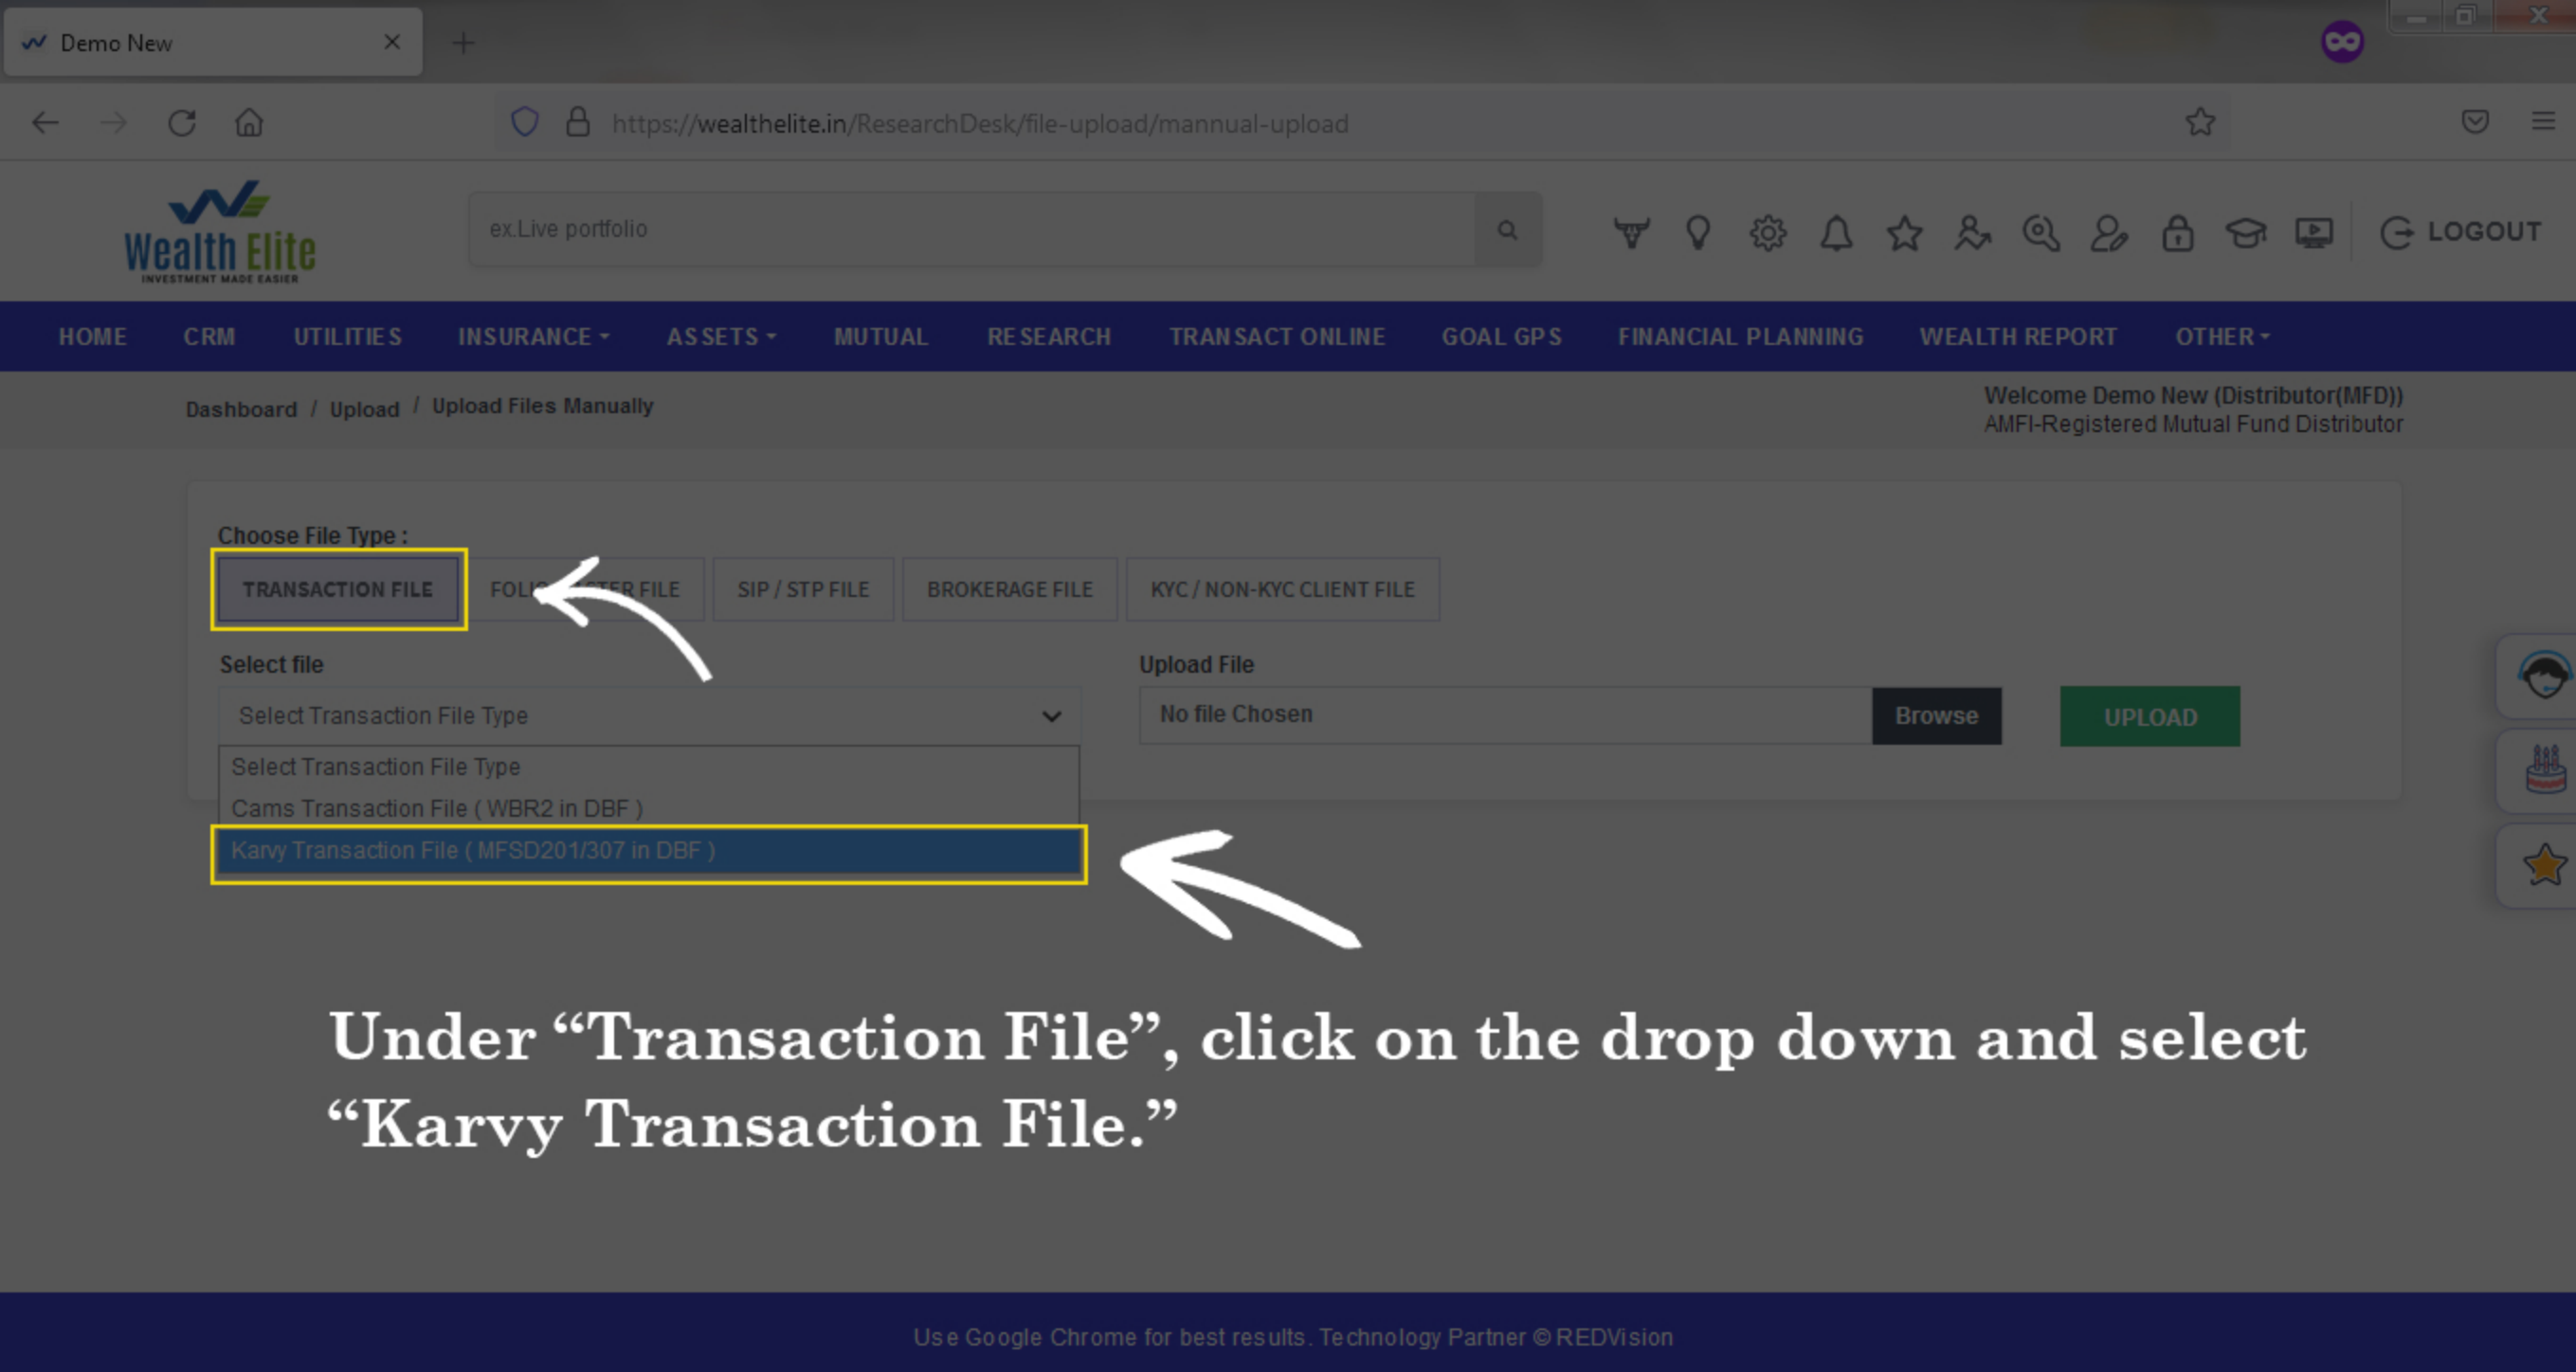 Demo New
https://wealthelite.in/ResearchDesk/file-upload/mannual-upload
Wealth Elite
INVESTMENT MADE EASIER
ex.Live portfolio
LOGOUT
HOME CRM UTILITIES INSURANCE ASSETS MUTUAL RESEARCH TRANSACT ONLINE GOAL GPS FINANCIAL PLANNING WEALTH REPORT OTHER
Dashboard / Upload / Upload Files Manually
Welcome Demo New (Distributor(MFD))
AMFI-Registered Mutual Fund Distributor
Choose File Type :
TRANSACTION FILE FILE SIP / STP FILE BROKERAGE FILE KYC / NON-KYC CLIENT FILE
Select file Upload File
Select Transaction File Type No file Chosen Browse UPLOAD
Select Transaction File Type
Cams Transaction File ( WBR2 in DBF )
Karvy Transaction File ( MFSD201/307 in DBF )
Under “Transaction File”, click on the drop down and select
“Karvy Transaction File.”
Use Google Chrome for best results. Technology Partner © REDVision